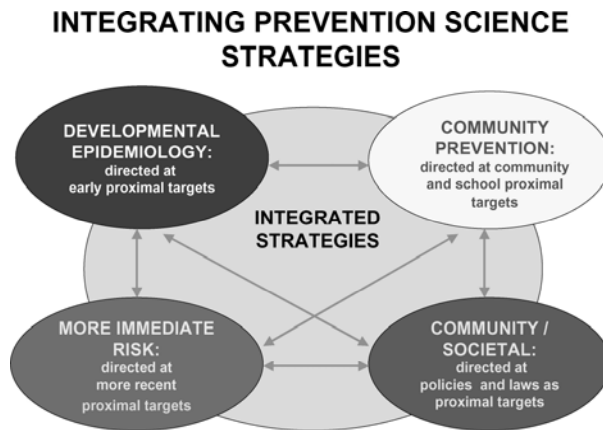 INTEGRATING PREVENTION SCIENCE
STRATEGIES
DEVELOPMENTAL
EPIDEMIOLOGY:
directed at
early proximal targets
COMMUNITY
PREVENTION:
directed at community
and school proximal
targets
INTEGRATED
STRATEGIES
MORE IMMEDIATE
RISK:
directed at
more recent
proximal targets
COMMUNITY /
SOCIETAL:
directed at
policies and laws as
proximal targets